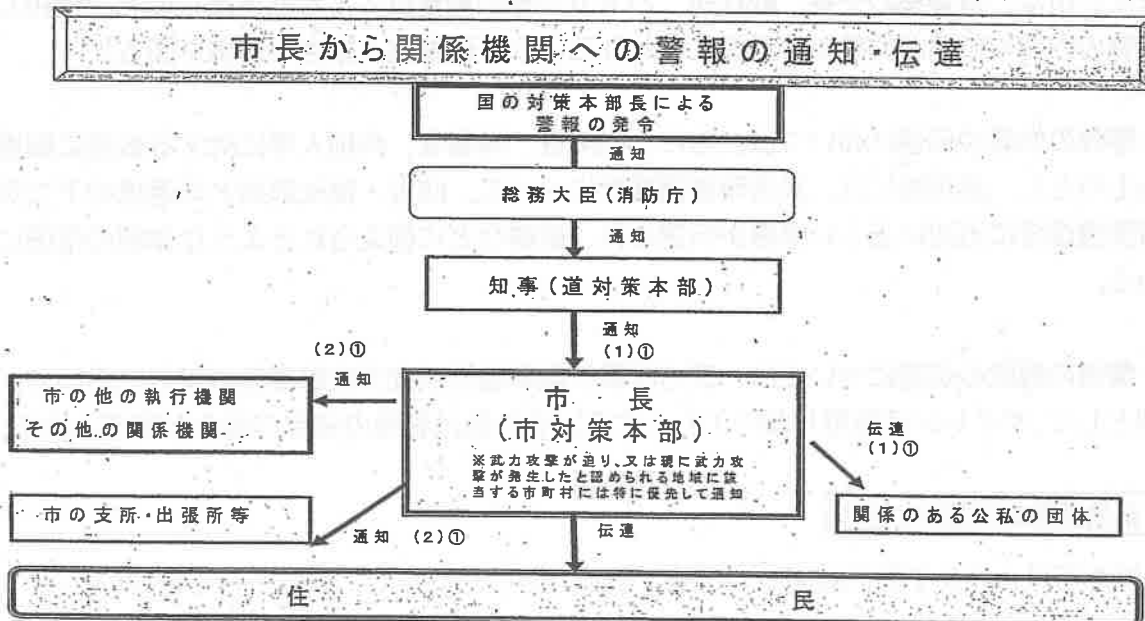 市長から関係機関への警報の通知・伝達
国の対策本部長による
警報の発令
通知
総務大臣(消防庁)
通知
知事(道対策本部)
通知
(1)①
(2)①
通知
市の他の執行機関
その他の関係機関
市 長
(市対策本部)
※武力攻撃が迫り、又は現に武力攻
撃が発生したと認められる地域に該
当する市町村には特に優先して通知
伝達
(1)①
市の支所・出張所等
関係のある公私の団体
通知 (2)①
伝達
住 民